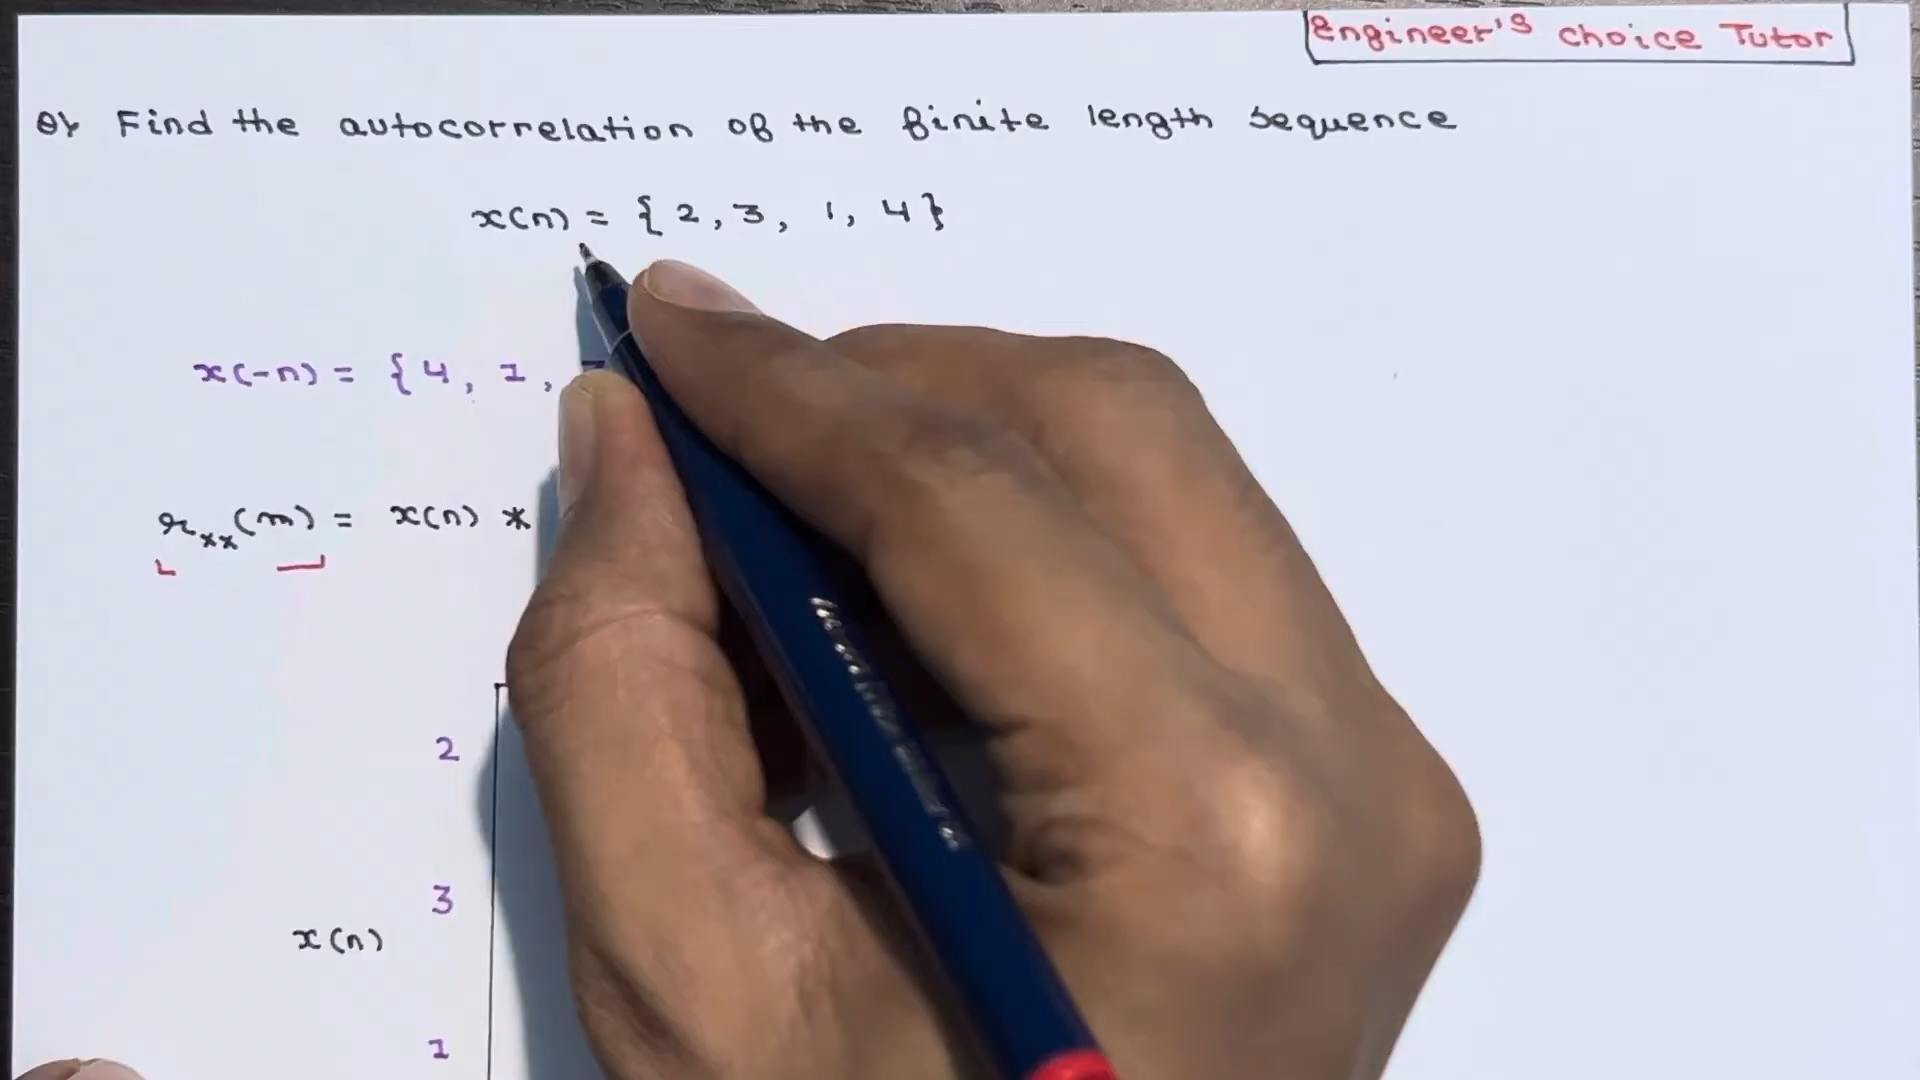 Engineer's choice Tutor
Q) Find the autocorrelation of the finite length sequence
x(n) = { 2, 3, 1, 4 }
x(-n) = { 4, 1,
r_xx(m) = x(n) *
2
3
x(n)
1